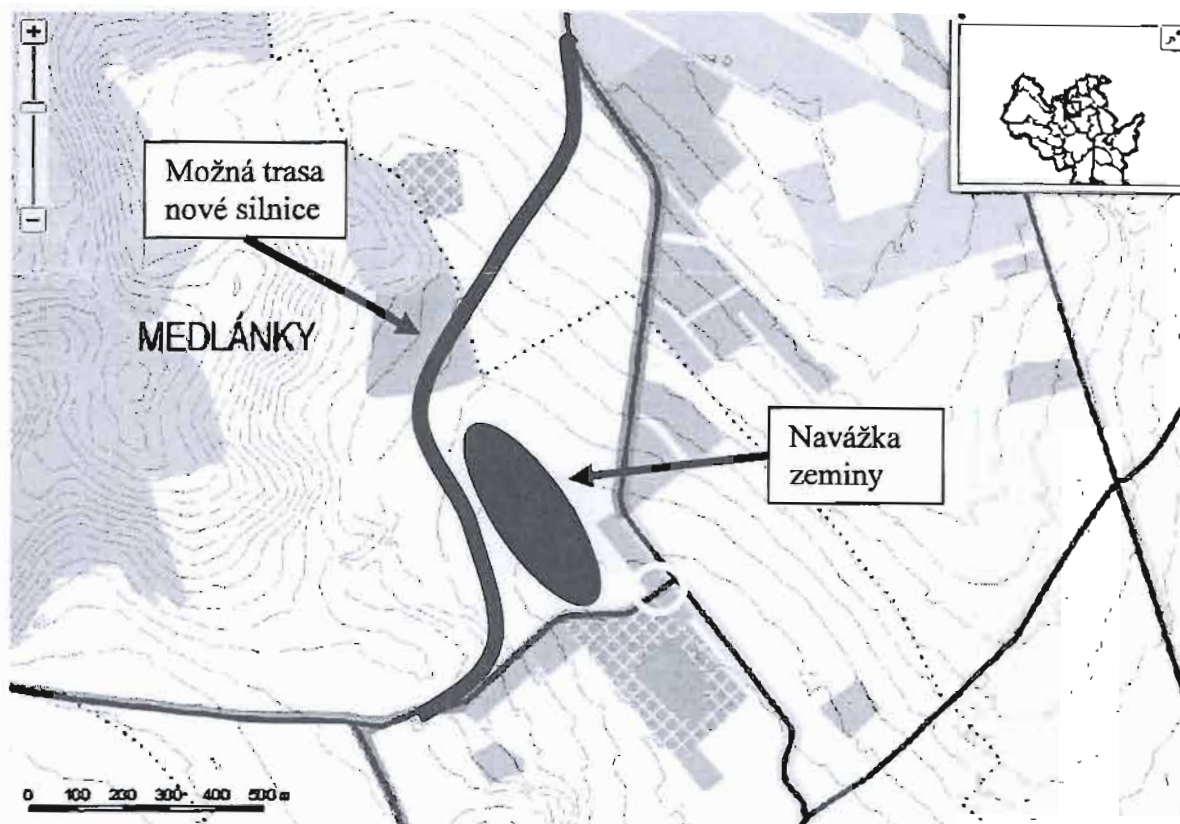 +
Možná trasa
nové silnice
−
MEDLÁNKY
Navážka
zeminy
0 100 200 300 400 500 m